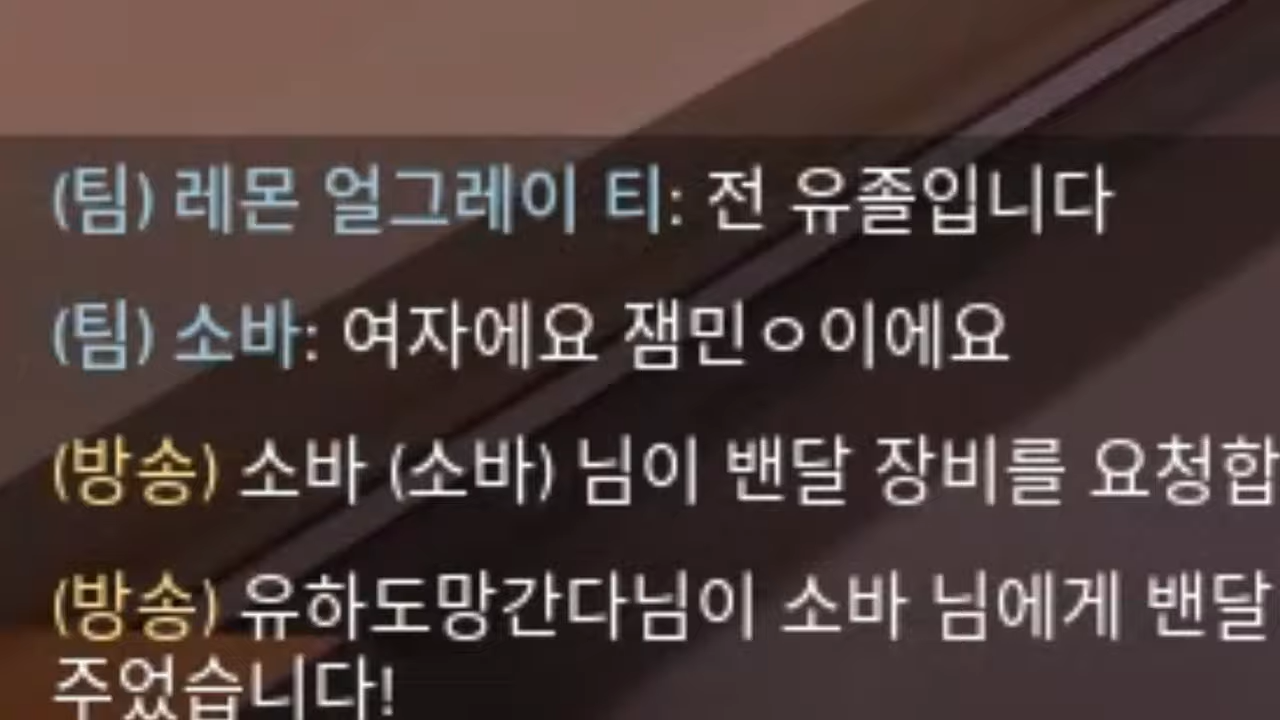 (팀) 레몬 얼그레이 티: 전 유졸입니다
(팀) 소바: 여자에요 잼민ㅇ이에요
(방송) 소바 (소바) 님이 밴달 장비를 요청합
(방송) 유하도망간다님이 소바 님에게 밴달
주었습니다!